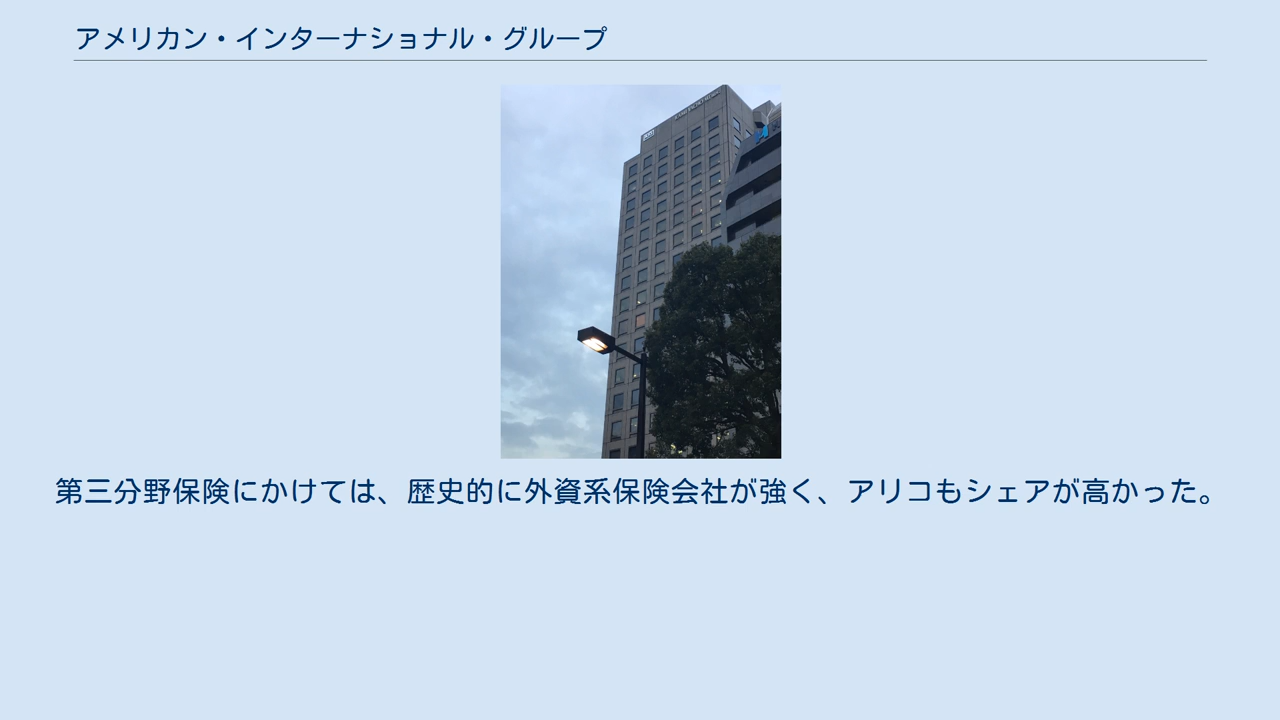 アメリカン・インターナショナル・グループ
第三分野保険にかけては、歴史的に外資系保険会社が強く、アリコもシェアが高かった。